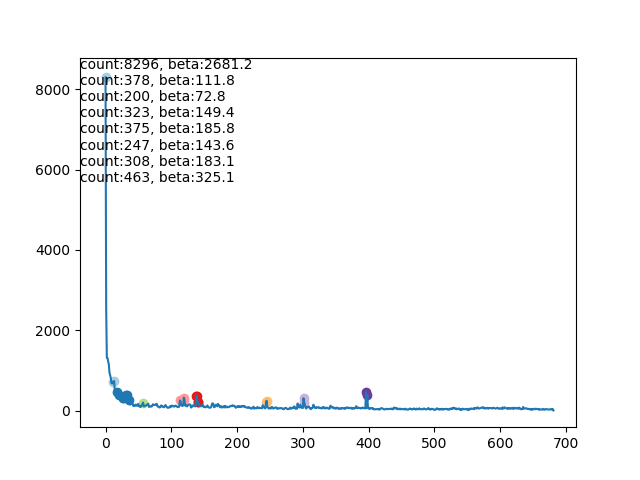 count:8296, beta:2681.2
count:378, beta:111.8
count:200, beta:72.8
count:323, beta:149.4
count:375, beta:185.8
count:247, beta:143.6
count:308, beta:183.1
count:463, beta:325.1
8000
6000
4000
2000
0
0 100 200 300 400 500 600 700